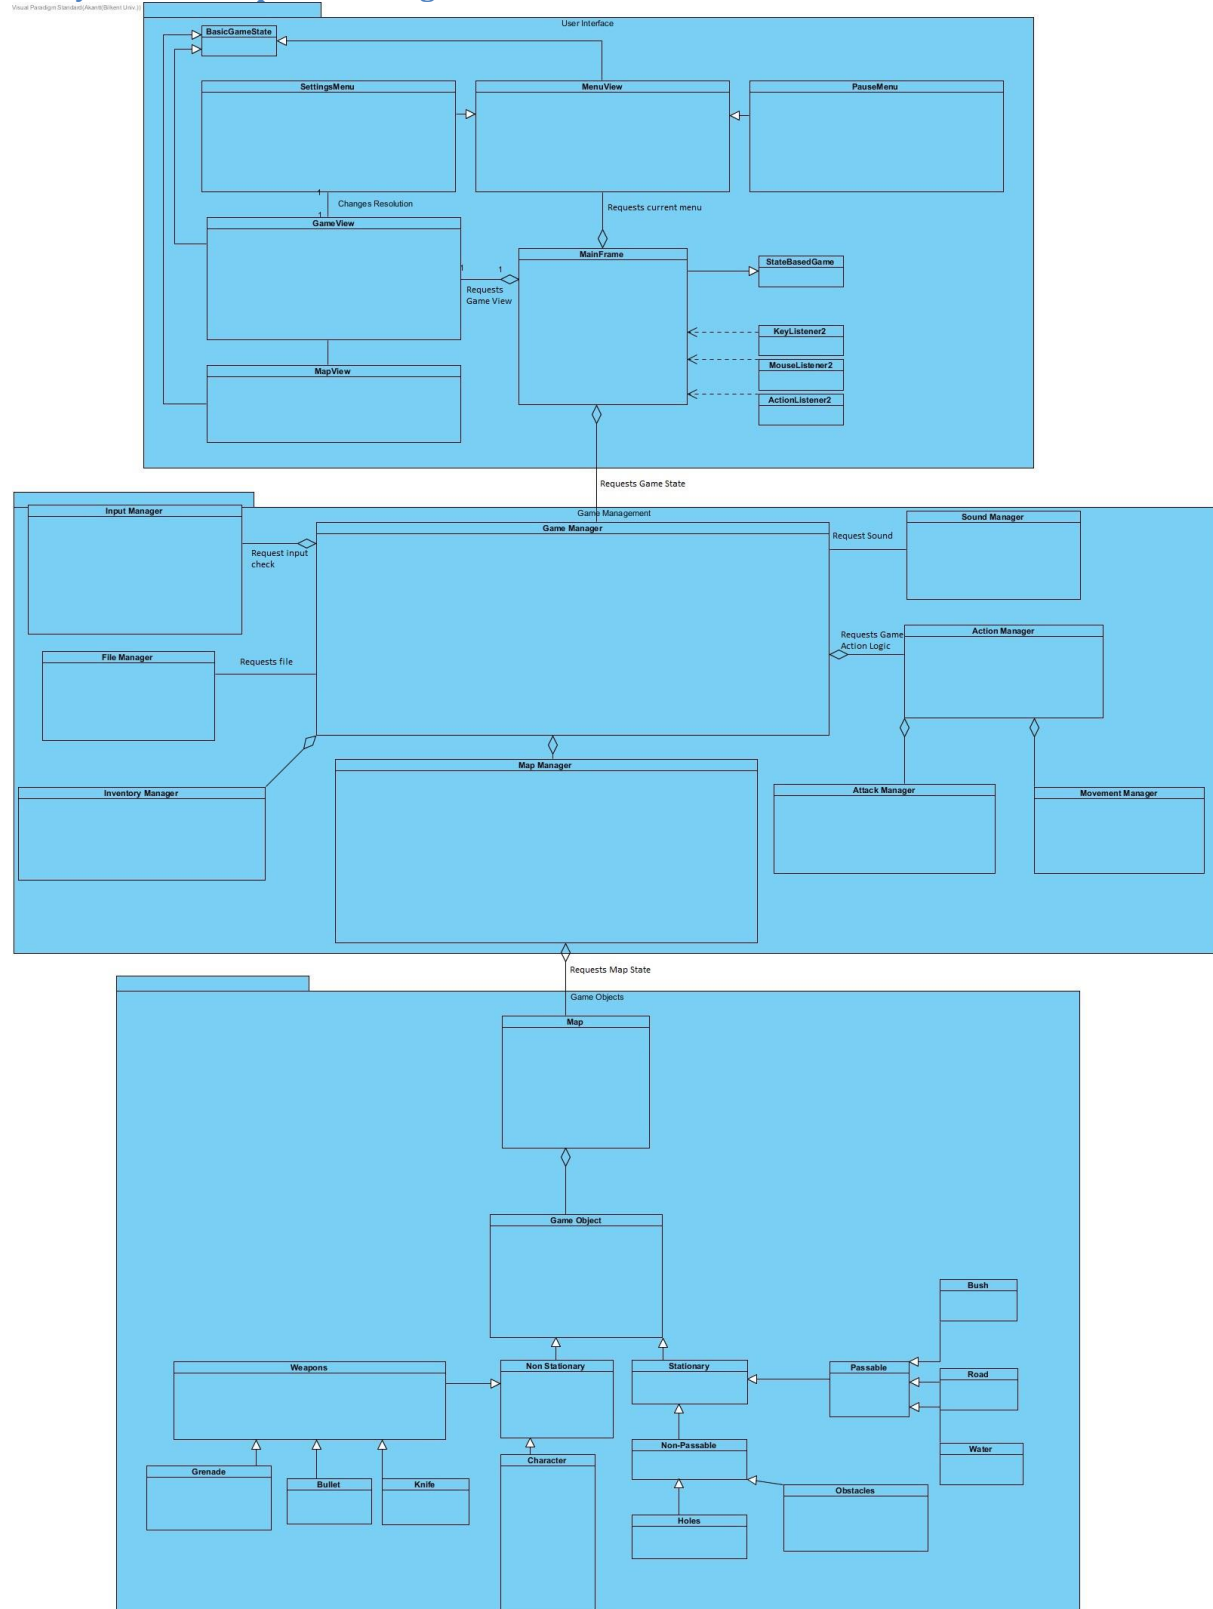 Visual Paradigm Standard(Akant(Bilkent Univ.))
User Interface
BasicGameState
SettingsMenu
MenuView
PauseMenu
1
Changes Resolution
1
Requests current menu
GameView
MainFrame
StateBasedGame
1
1
Requests
Game View
KeyListener2
MouseListener2
MapView
ActionListener2
Requests Game State
Game Management
Input Manager
Game Manager
Sound Manager
Request Sound
Request input
check
Action Manager
Requests Game
Action Logic
File Manager
Requests file
Map Manager
Inventory Manager
Attack Manager
Movement Manager
Requests Map State
Game Objects
Map
Game Object
Bush
Weapons
Non Stationary
Stationary
Passable
Road
Non-Passable
Water
Character
Grenade
Bullet
Knife
Obstacles
Holes